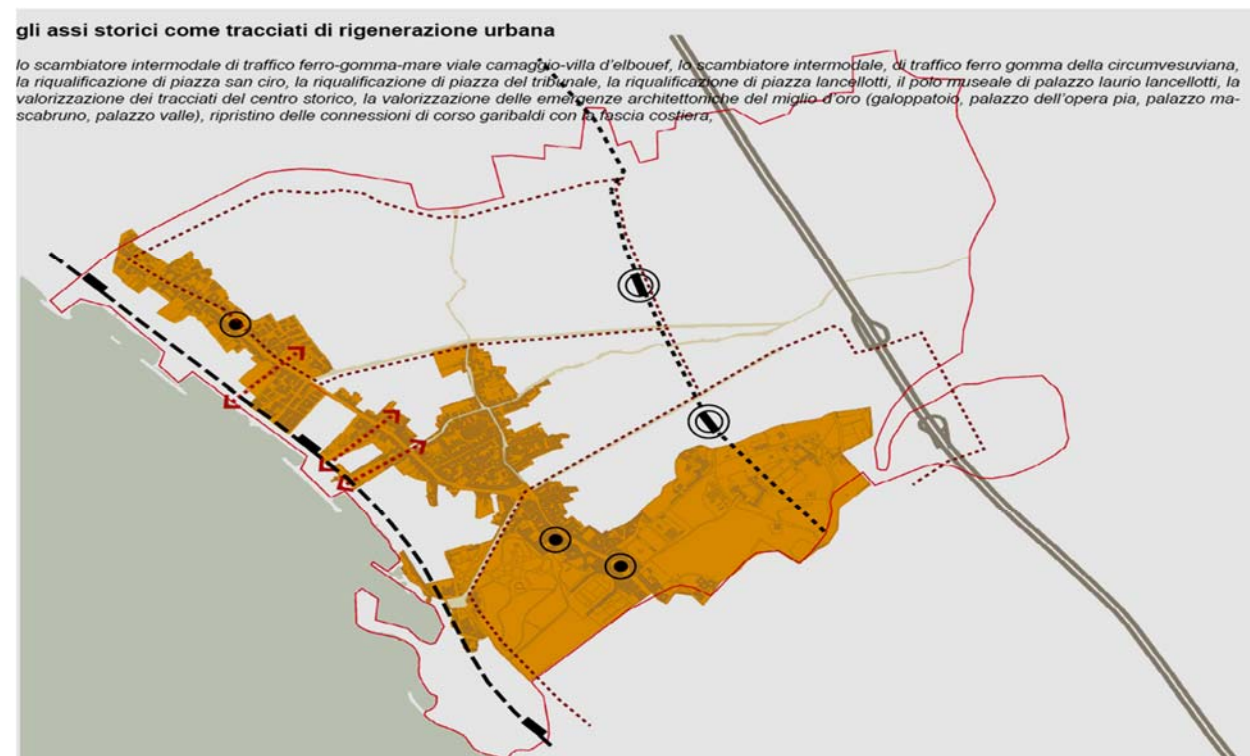 gli assi storici come tracciati di rigenerazione urbana
lo scambiatore intermodale di traffico ferro-gomma-mare viale camaggio-villa d'elbouef, lo scambiatore intermodale, di traffico ferro gomma della circumvesuviana,
la riqualificazione di piazza san ciro, la riqualificazione di piazza del tribunale, la riqualificazione di piazza lancellotti, il polo museale di palazzo laurio lancellotti, la
valorizzazione dei tracciati del centro storico, la valorizzazione delle emergenze architettoniche del miglio d'oro (galoppatoio, palazzo dell'opera pia, palazzo ma-
scabruno, palazzo valle), ripristino delle connessioni di corso garibaldi con la fascia costiera,